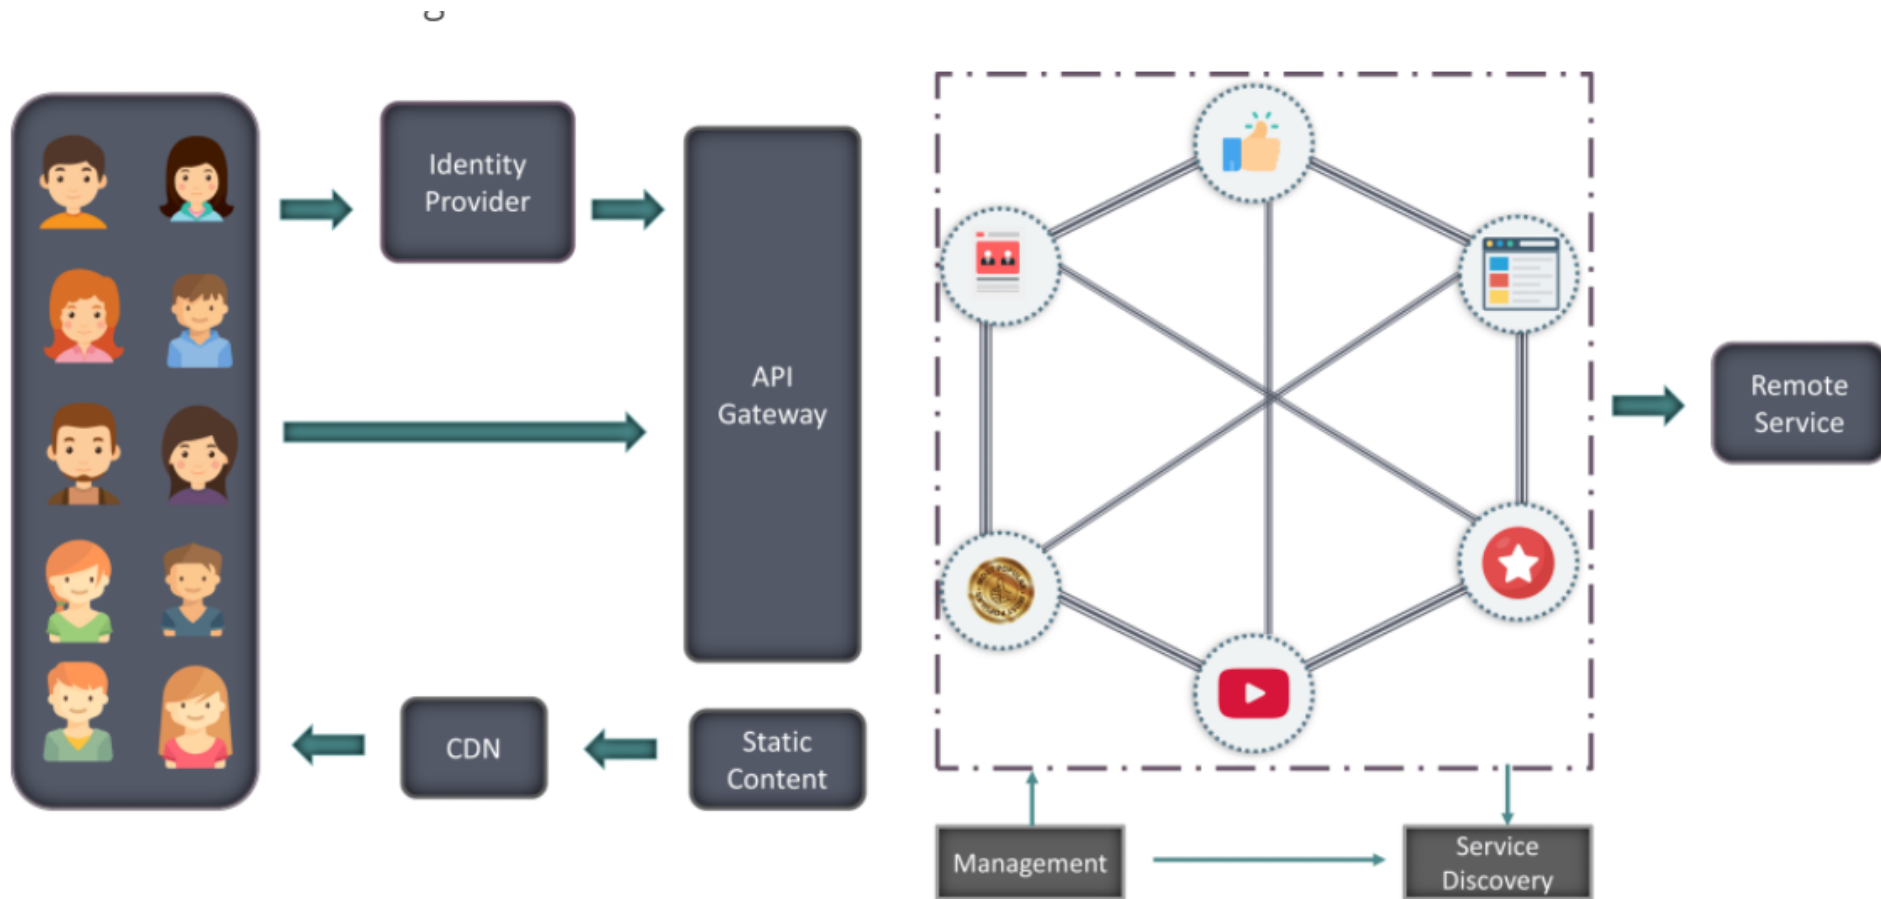 Identity
Provider
API
Gateway
Remote
Service
CDN
Static
Content
Management
Service
Discovery